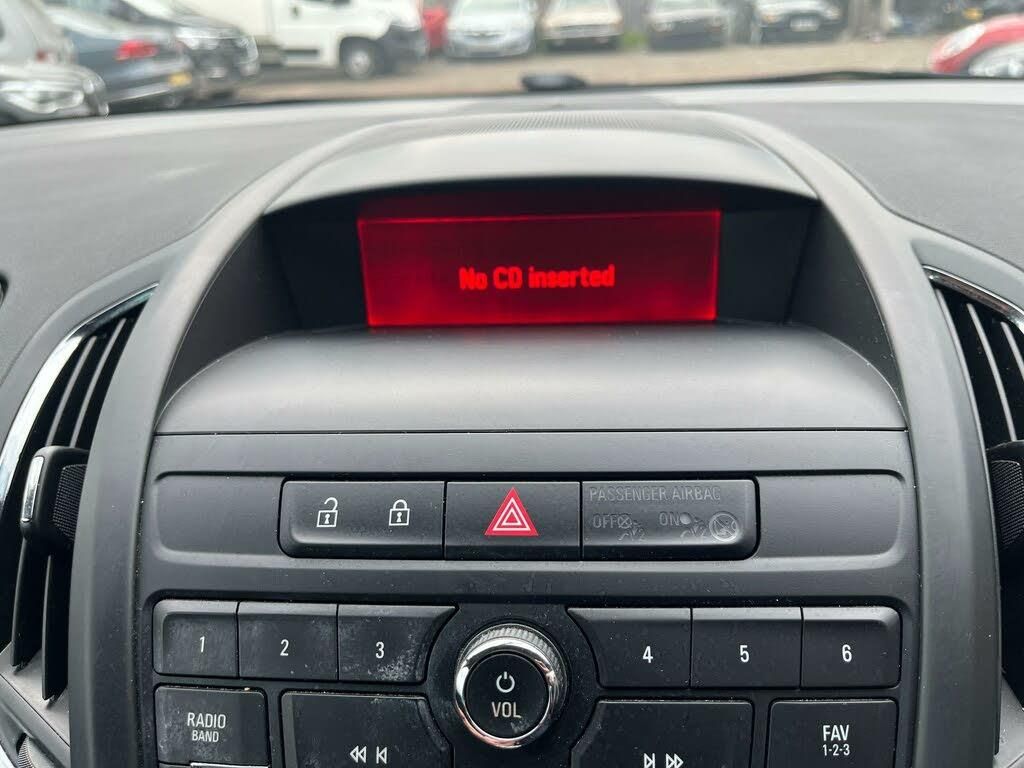 No CD inserted
PASSENGER AIRBAG
OFF ON
1 2 3 4 5 6
VOL
RADIO
BAND
FAV
1-2-3